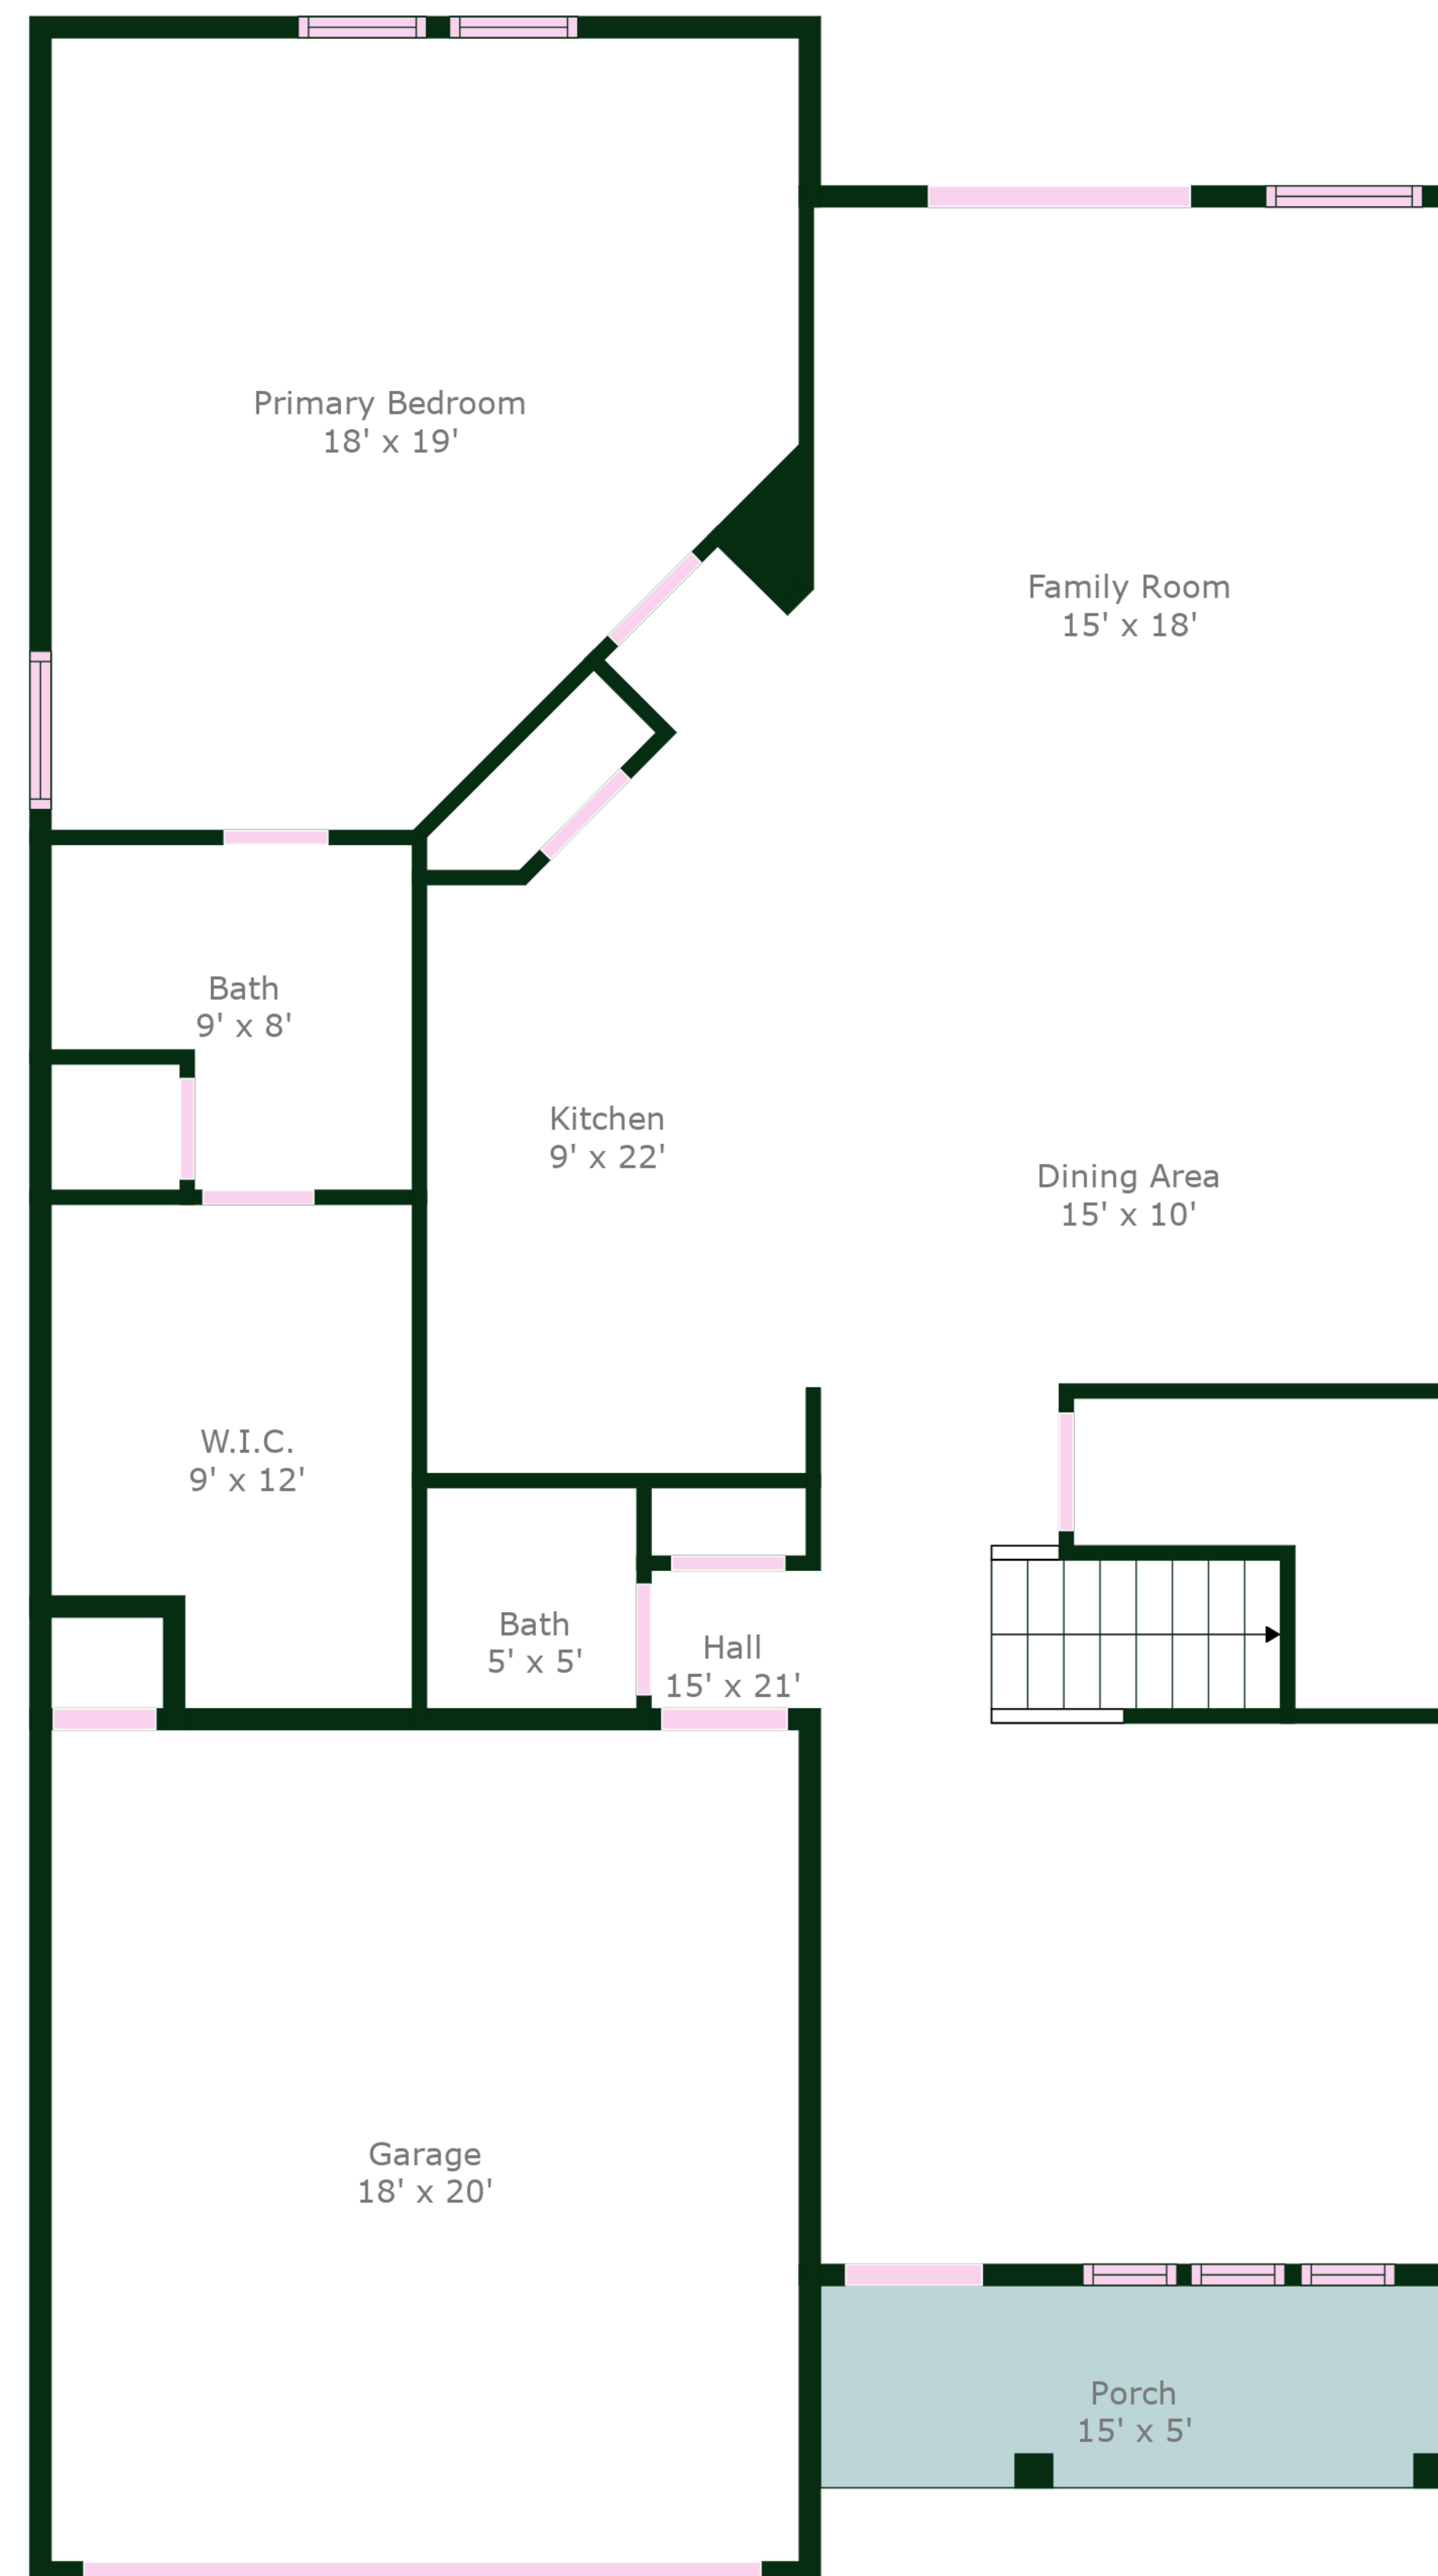 Primary Bedroom
18' x 19'
Family Room
15' x 18'
Bath
9' x 8'
Kitchen
9' x 22'
Dining Area
15' x 10'
W.I.C.
9' x 12'
Bath
5' x 5'
Hall
15' x 21'
Garage
18' x 20'
Porch
15' x 5'